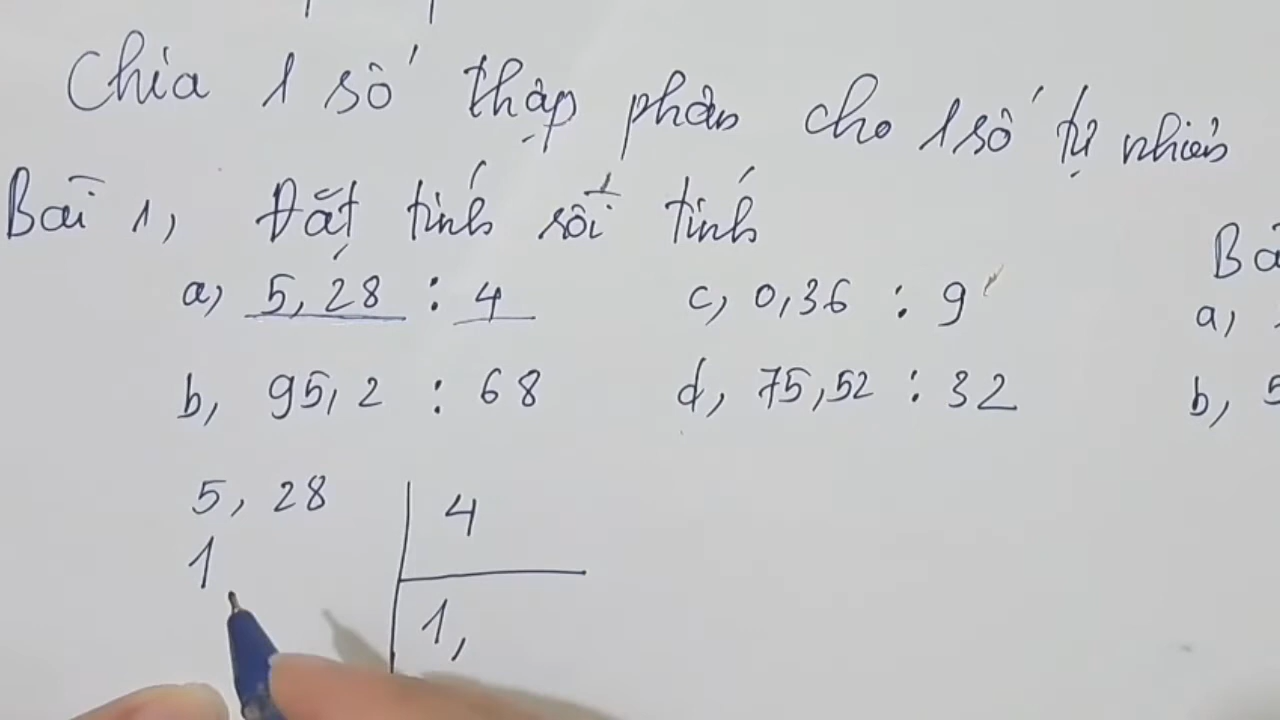 Chia 1 số thập phân cho 1 số tự nhiên
Bài 1, Đặt tính rồi tính
a, 5,28 : 4
c, 0,36 : 9
b, 95,2 : 68
d, 75,52 : 32
a,
b, 5
5,28
4
1
1,